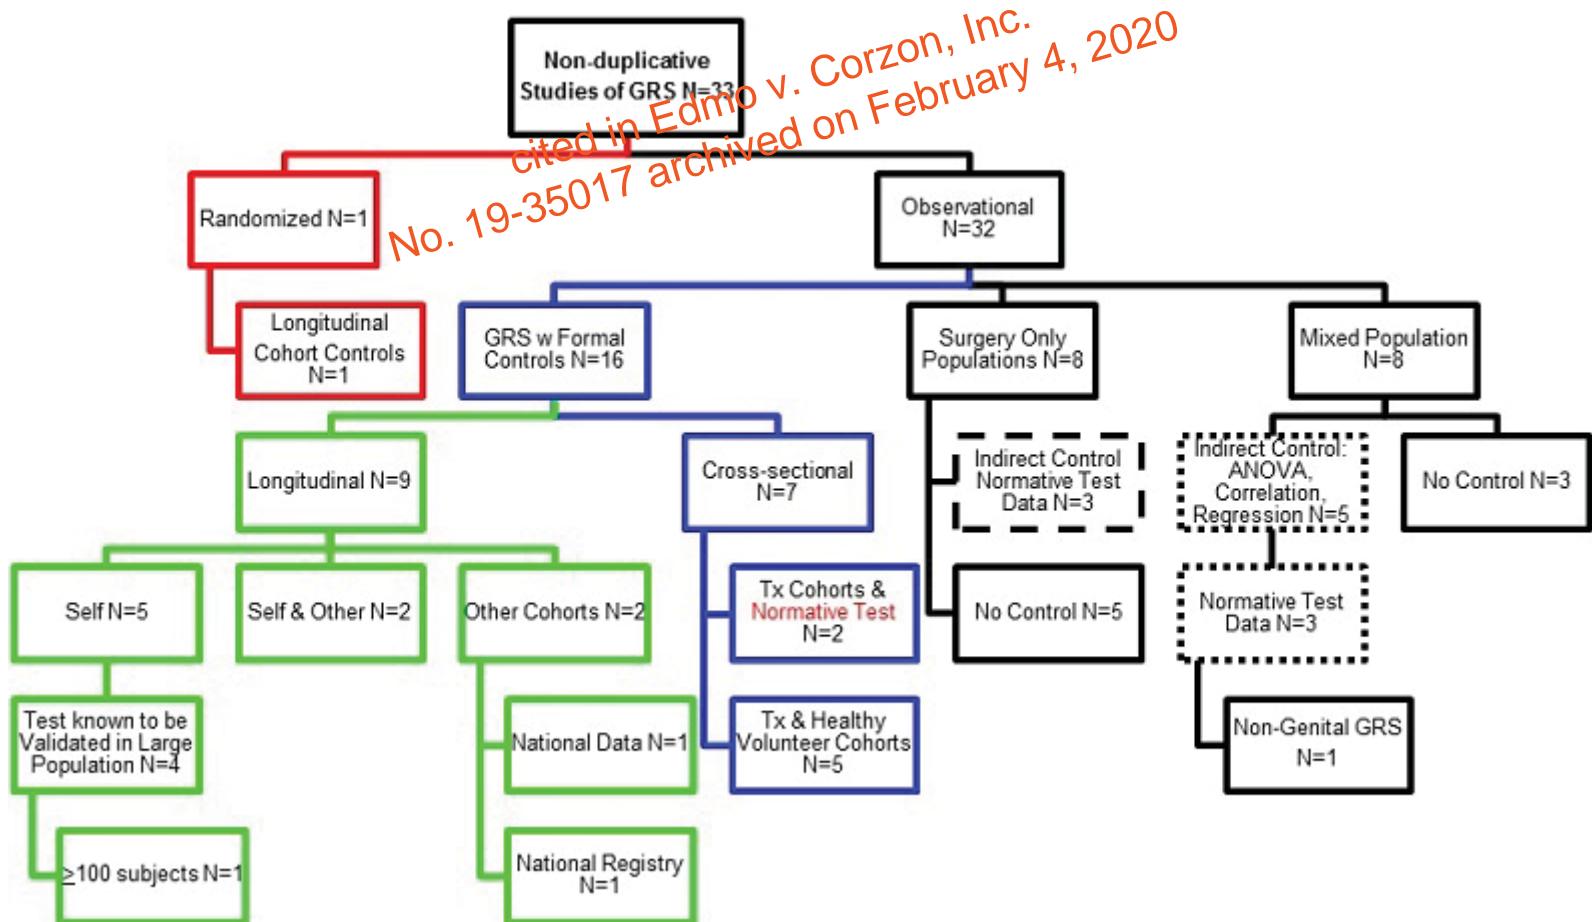 Non-duplicative
Studies of GRS N=33
cited in Edmo v. Corzon, Inc.
No. 19-35017 archived on February 4, 2020
Randomized N=1
Observational
N=32
Longitudinal
Cohort Controls
N=1
GRS w Formal
Controls N=16
Surgery Only
Populations N=8
Mixed Population
N=8
Longitudinal N=9
Cross-sectional
N=7
Indirect Control
Normative Test
Data N=3
Indirect Control:
ANOVA,
Correlation,
Regression N=5
No Control N=3
Self N=5
Self & Other N=2
Other Cohorts N=2
Tx Cohorts &
Normative Test
N=2
No Control N=5
Normative Test
Data N=3
Test known to be
Validated in Large
Population N=4
National Data N=1
Tx & Healthy
Volunteer Cohorts
N=5
Non-Genital GRS
N=1
≥100 subjects N=1
National Registry
N=1